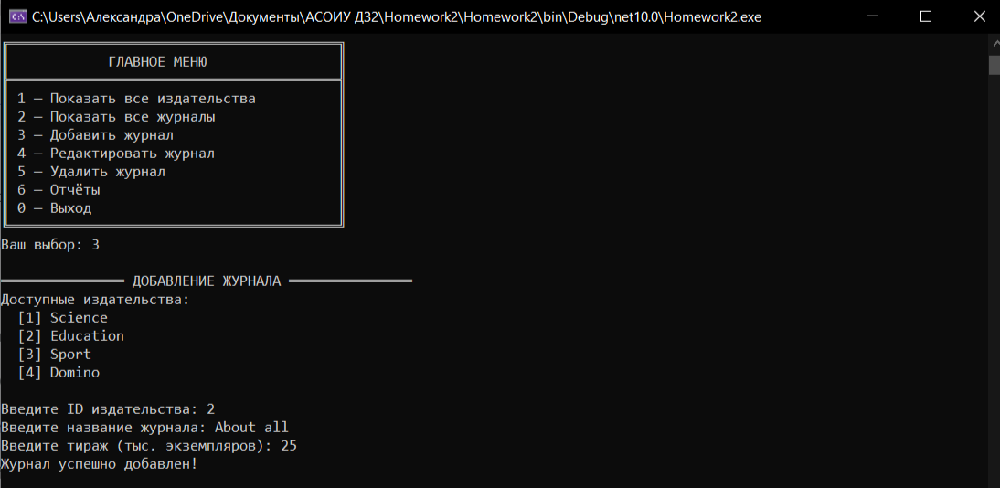 C:\Users\Александра\OneDrive\Документы\АСОИУ ДЗ2\Homework2\Homework2\bin\Debug\net10.0\Homework2.exe
ГЛАВНОЕ МЕНЮ
1 — Показать все издательства
2 — Показать все журналы
3 — Добавить журнал
4 — Редактировать журнал
5 — Удалить журнал
6 — Отчёты
0 — Выход
Ваш выбор: 3
═══════════════ ДОБАВЛЕНИЕ ЖУРНАЛА ═══════════════
Доступные издательства:
[1] Science
[2] Education
[3] Sport
[4] Domino
Введите ID издательства: 2
Введите название журнала: About all
Введите тираж (тыс. экземпляров): 25
Журнал успешно добавлен!